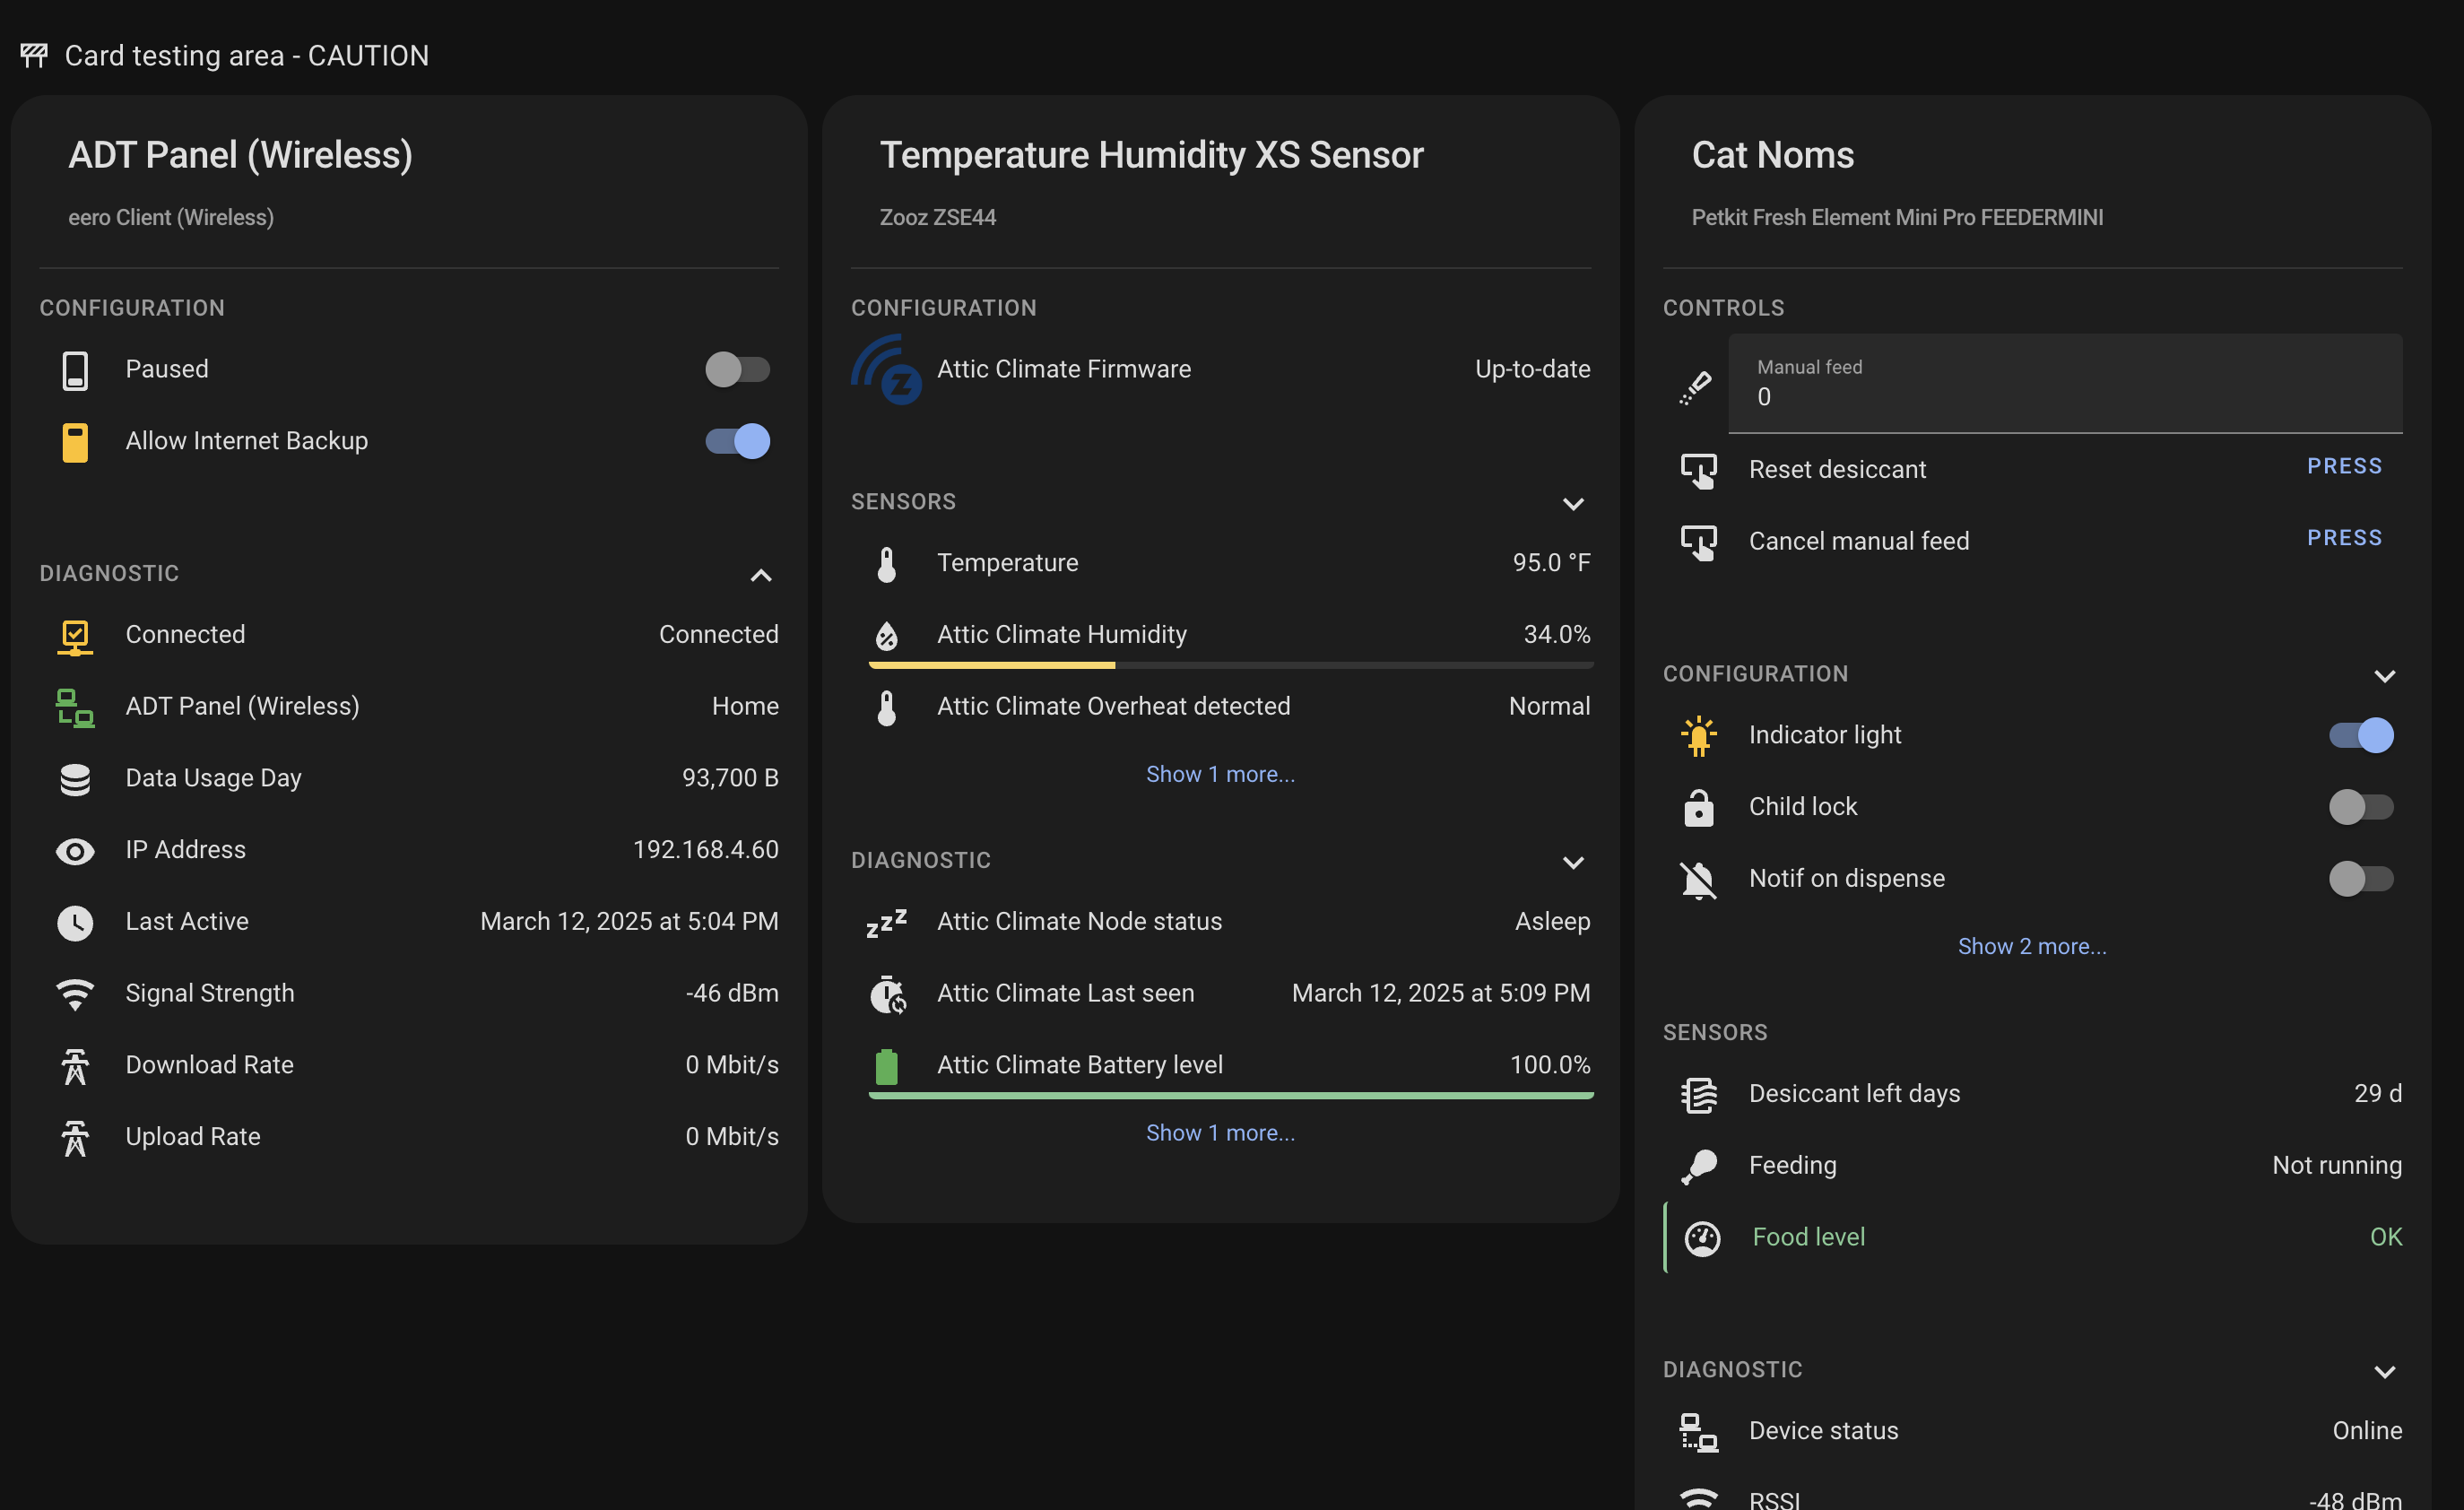 Card testing area - CAUTION
ADT Panel (Wireless)
eero Client (Wireless)
CONFIGURATION
Paused
Allow Internet Backup
DIAGNOSTIC
Connected Connected
ADT Panel (Wireless) Home
Data Usage Day 93,700 B
IP Address 192.168.4.60
Last Active March 12, 2025 at 5:04 PM
Signal Strength -46 dBm
Download Rate 0 Mbit/s
Upload Rate 0 Mbit/s
Temperature Humidity XS Sensor
Zooz ZSE44
CONFIGURATION
Z Attic Climate Firmware Up-to-date
SENSORS
Temperature 95.0 °F
Attic Climate Humidity 34.0%
Attic Climate Overheat detected Normal
Show 1 more...
DIAGNOSTIC
zzz Attic Climate Node status Asleep
Attic Climate Last seen March 12, 2025 at 5:09 PM
Attic Climate Battery level 100.0%
Show 1 more...
Cat Noms
Petkit Fresh Element Mini Pro FEEDERMINI
CONTROLS
Manual feed
0
Reset desiccant PRESS
Cancel manual feed PRESS
CONFIGURATION
Indicator light
Child lock
Notif on dispense
Show 2 more...
SENSORS
Desiccant left days 29 d
Feeding Not running
Food level OK
DIAGNOSTIC
Device status Online
RSSI -48 dBm